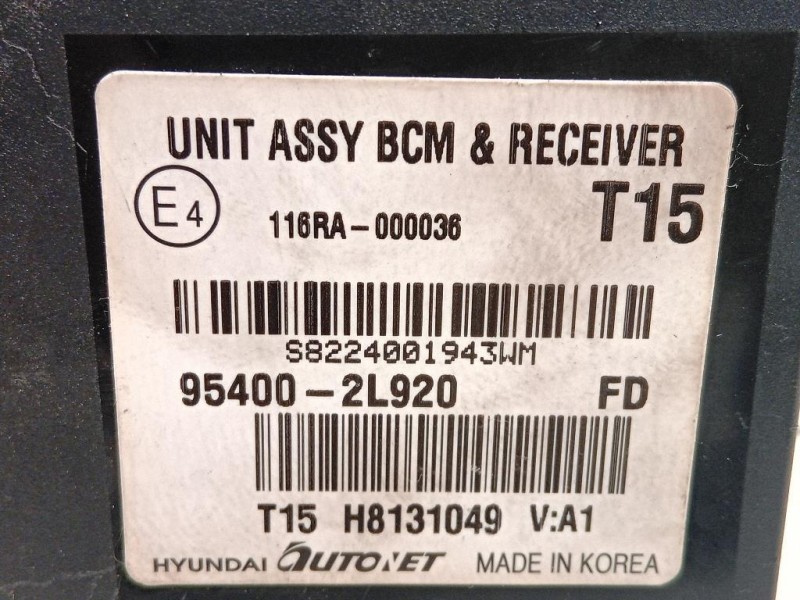 UNIT ASSY BCM & RECEIVER
E4 116RA-000036 T15
S8224001943WM
95400-2L920 FD
T15 H8131049 V:A1
HYUNDAI AUTONET MADE IN KOREA